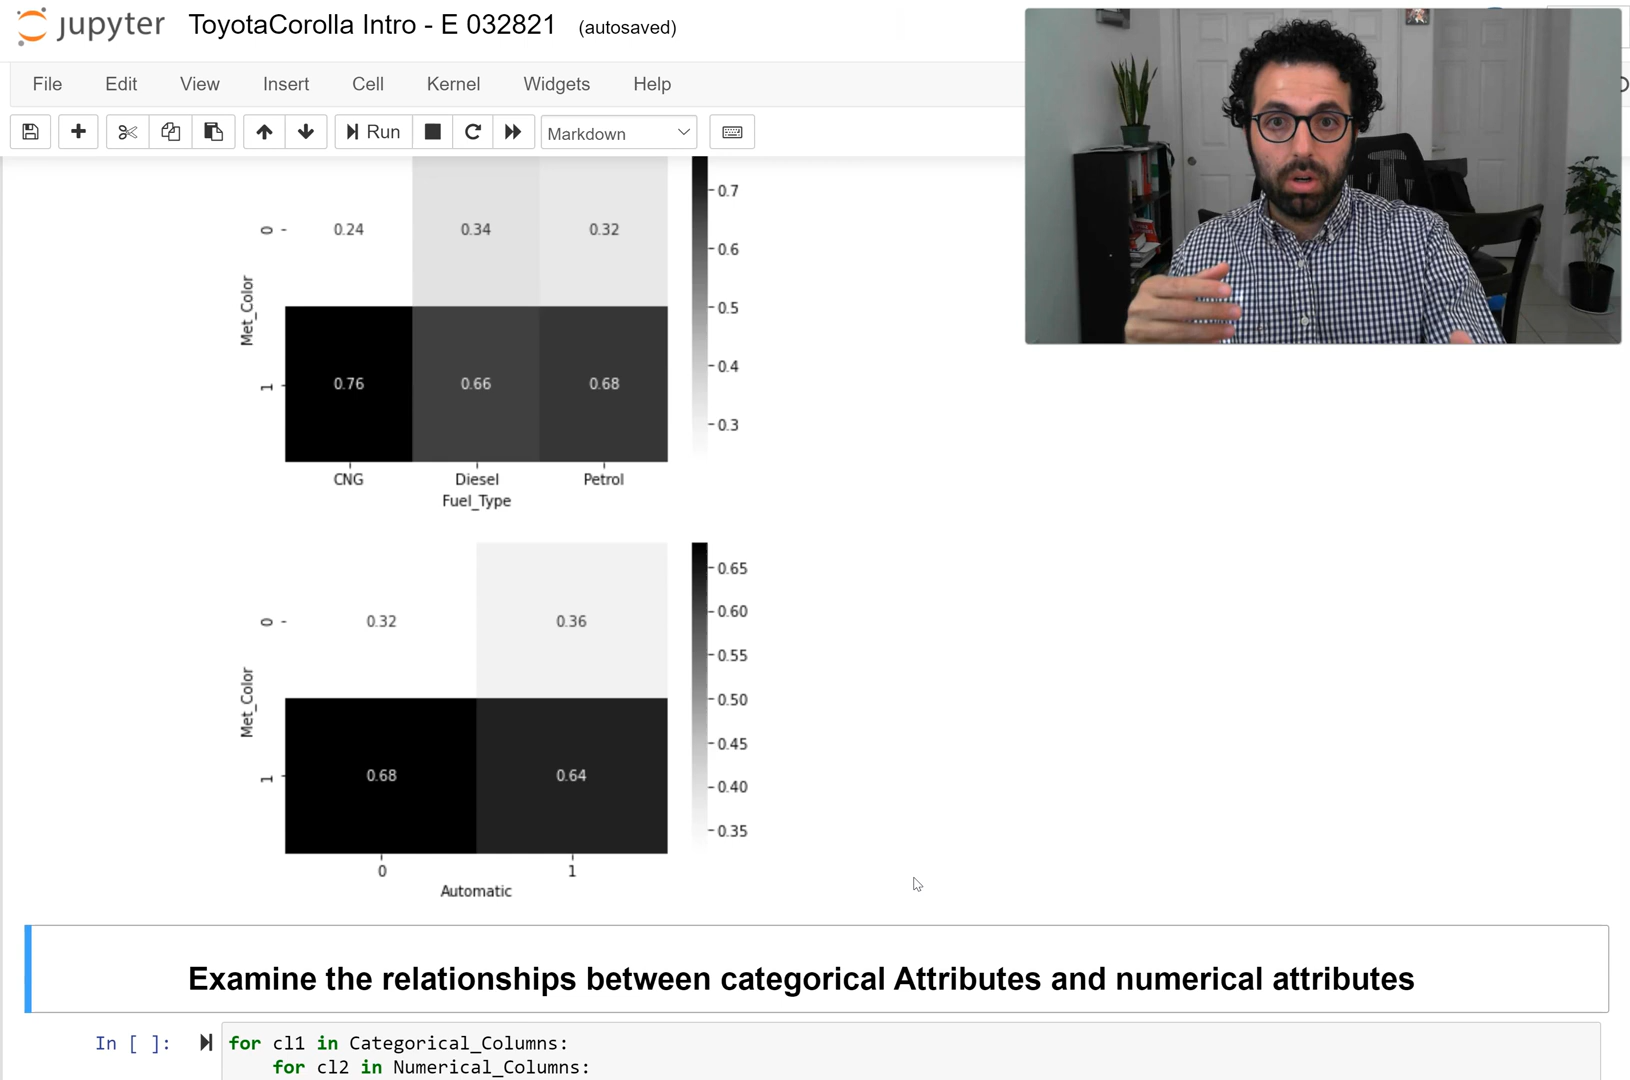 jupyter ToyotaCorolla Intro - E 032821 (autosaved)
File Edit View Insert Cell Kernel Widgets Help
Run Markdown
0.7
0 0.24 0.34 0.32
0.6
Met_Color
0.5
0.4
1 0.76 0.66 0.68
0.3
CNG Diesel Petrol
Fuel_Type
0.65
0 0.32 0.36
0.60
0.55
Met_Color
0.50
0.45
1 0.68 0.64
0.40
0.35
0 1
Automatic
Examine the relationships between categorical Attributes and numerical attributes
In [ ]: for cl1 in Categorical_Columns:
for cl2 in Numerical_Columns: